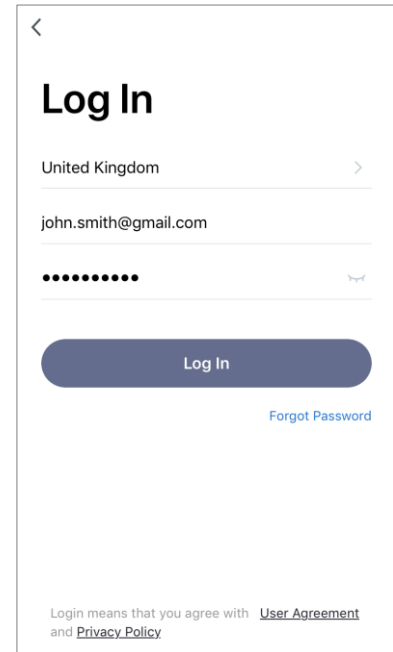 Log In
United Kingdom
john.smith@gmail.com
••••••••••
Log In
Forgot Password
Login means that you agree with User Agreement
and Privacy Policy